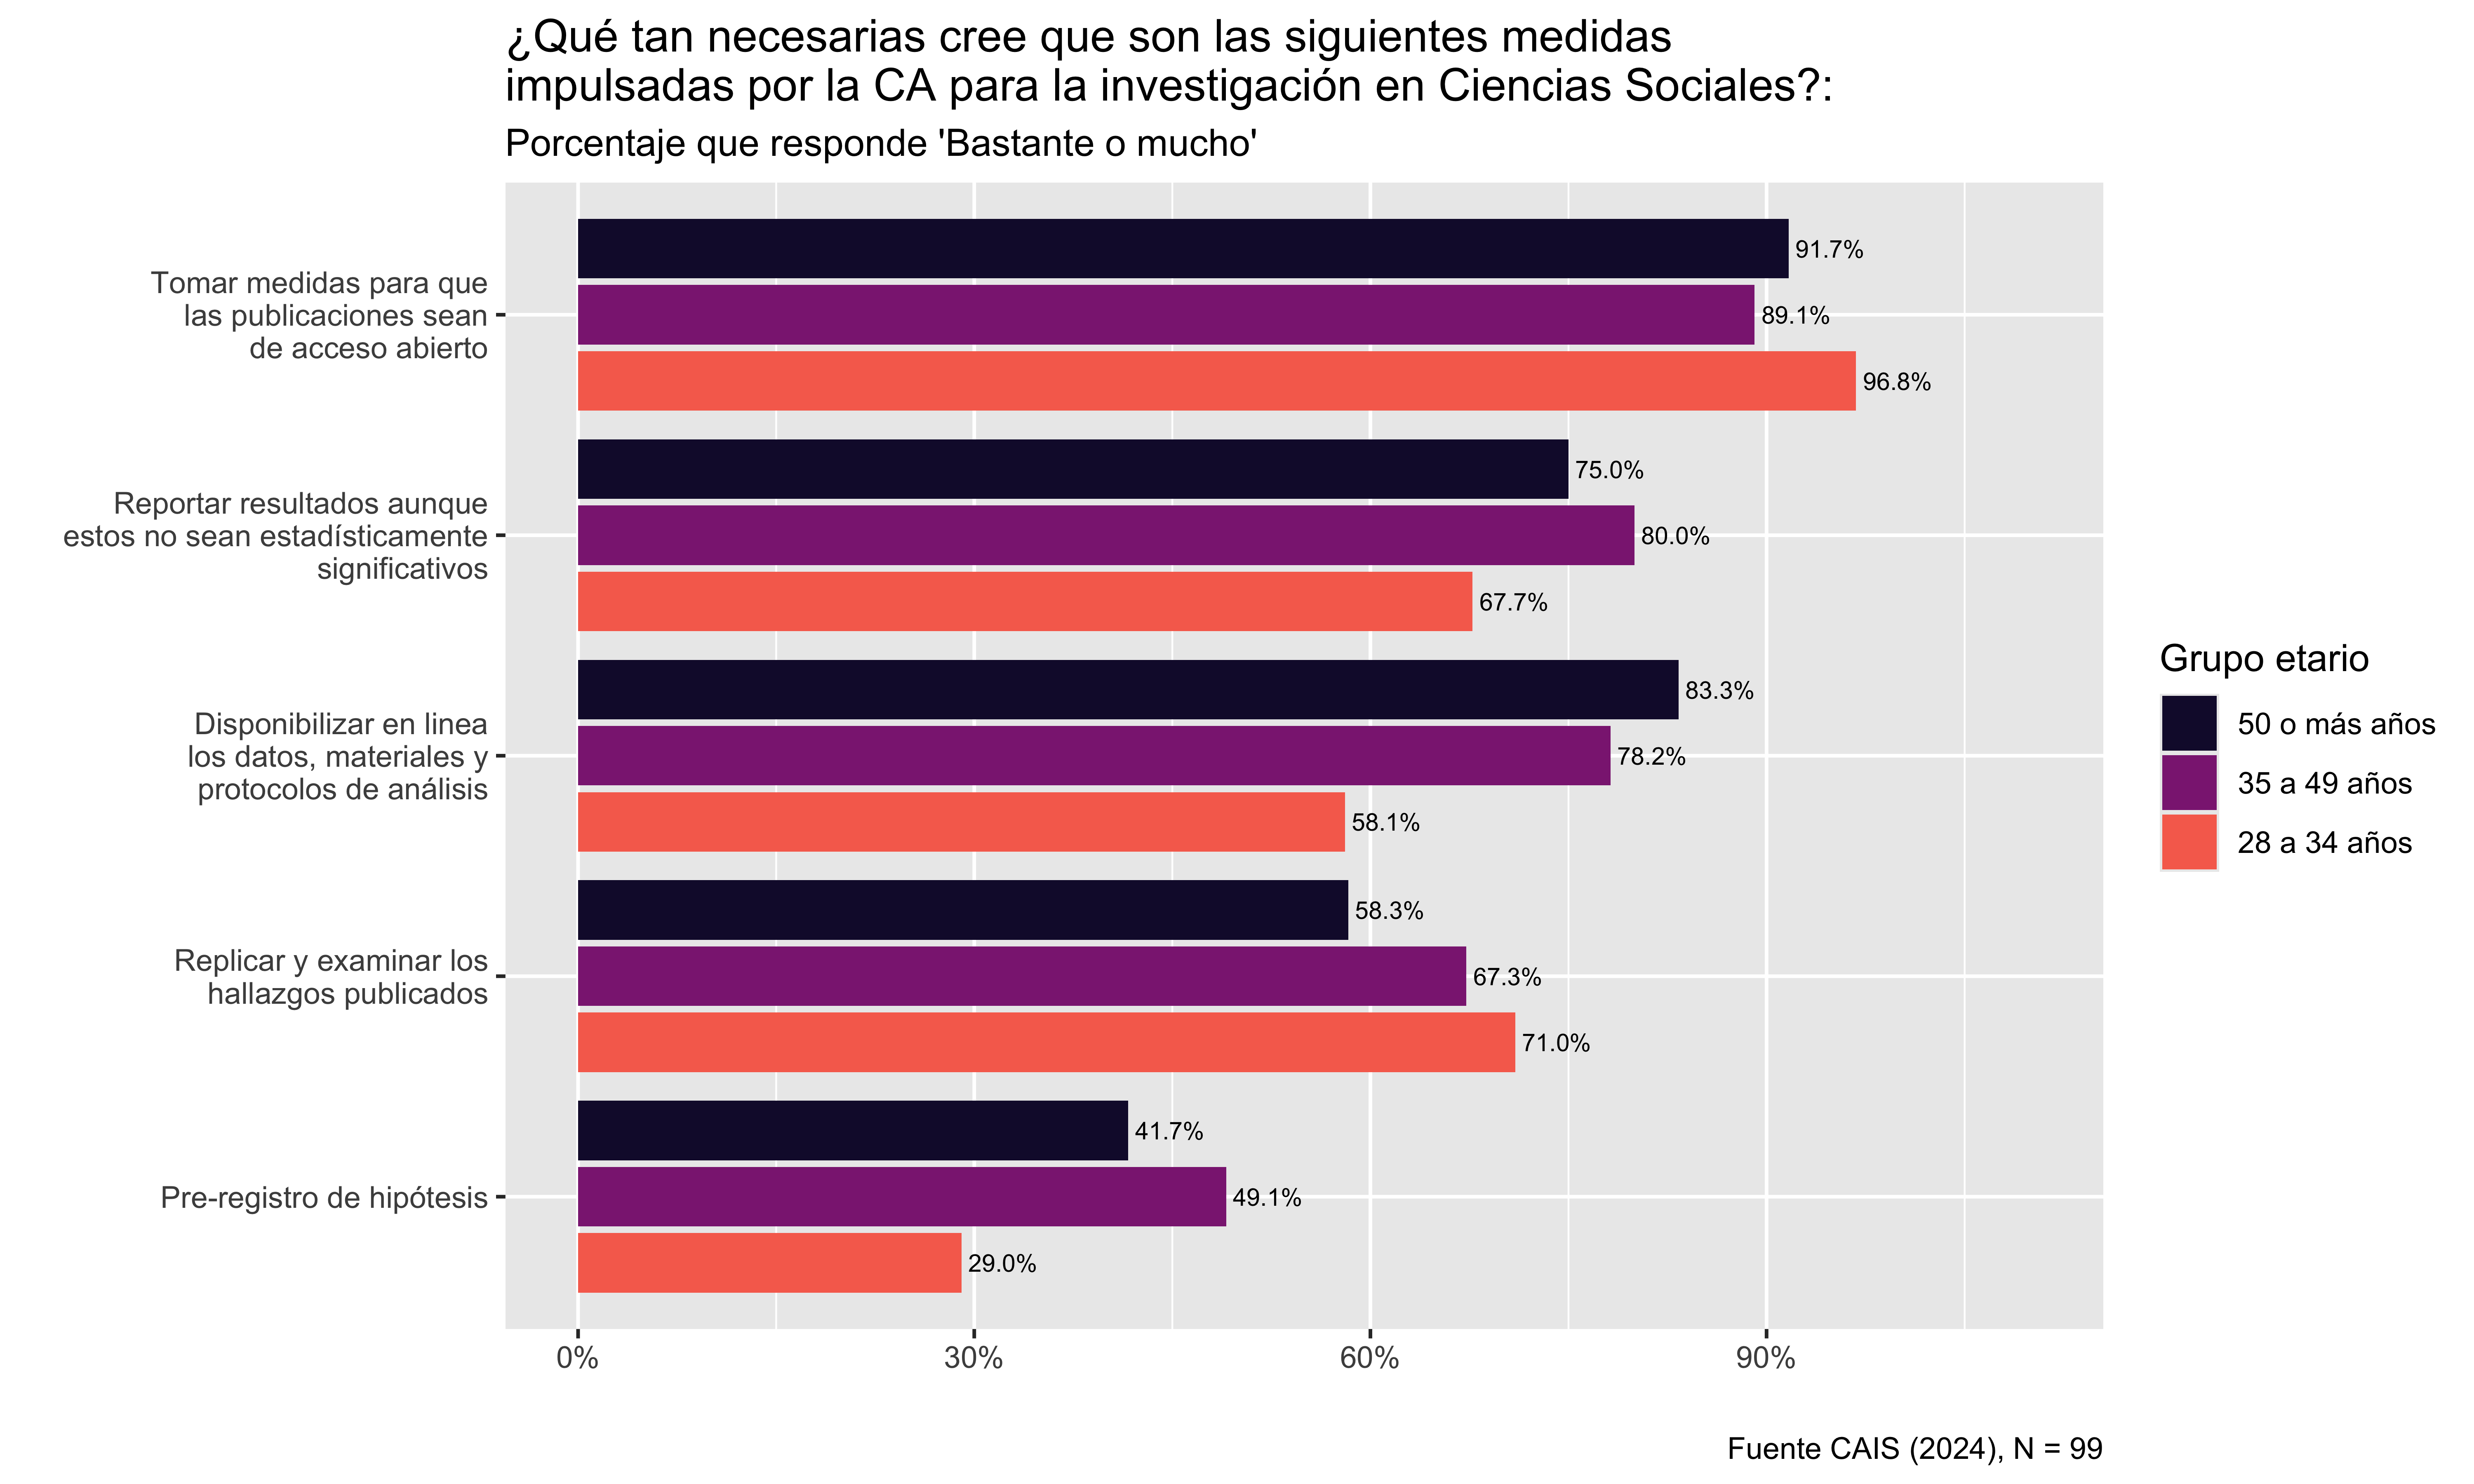 ¿Qué tan necesarias cree que son las siguientes medidas
impulsadas por la CA para la investigación en Ciencias Sociales?:
Porcentaje que responde 'Bastante o mucho'
Tomar medidas para que
las publicaciones sean
de acceso abierto
91.7%
89.1%
96.8%
Reportar resultados aunque
estos no sean estadísticamente
significativos
75.0%
80.0%
67.7%
Disponibilizar en linea
los datos, materiales y
protocolos de análisis
83.3%
78.2%
58.1%
Replicar y examinar los
hallazgos publicados
58.3%
67.3%
71.0%
Pre-registro de hipótesis
41.7%
49.1%
29.0%
0% 30% 60% 90%
Grupo etario
50 o más años
35 a 49 años
28 a 34 años
Fuente CAIS (2024), N = 99